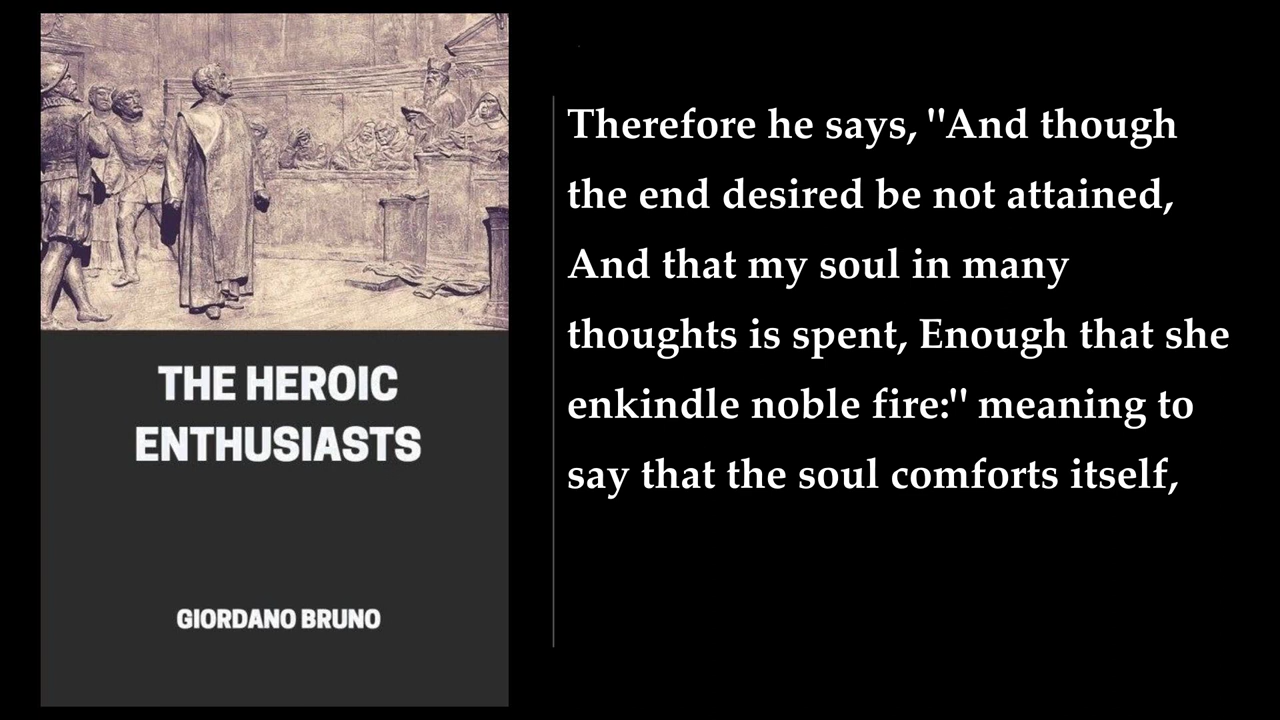 THE HEROIC
ENTHUSIASTS
GIORDANO BRUNO
Therefore he says, "And though
the end desired be not attained,
And that my soul in many
thoughts is spent, Enough that she
enkindle noble fire:" meaning to
say that the soul comforts itself,